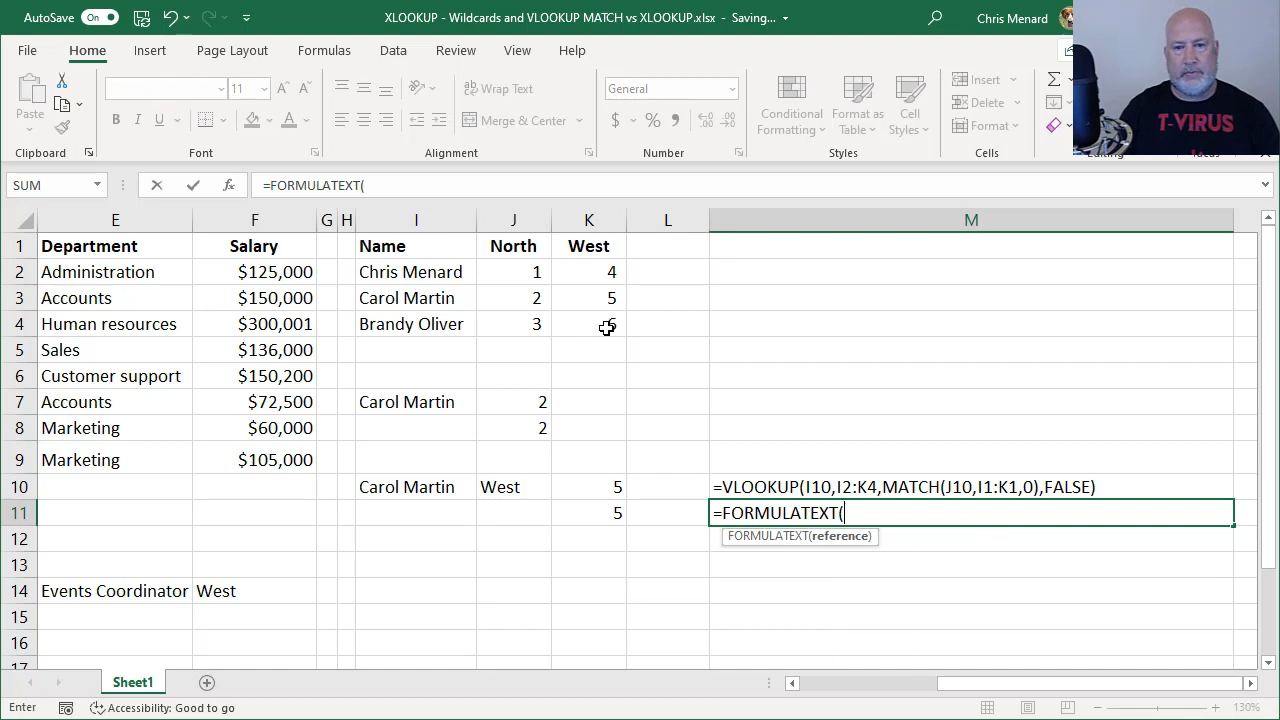 AutoSave On XLOOKUP - Wildcards and VLOOKUP MATCH vs XLOOKUP.xlsx - Saving... Chris Menard
File Home Insert Page Layout Formulas Data Review View Help
11 General
Wrap Text Insert
Paste Conditional Format as Cell Delete
B I U Merge & Center $ % Formatting Table Styles Format
Clipboard Font Alignment Number Styles Cells
T-VIRUS
SUM =FORMULATEXT(
E F G H I J K L M
1 Department Salary Name North West
2 Administration $125,000 Chris Menard 1 4
3 Accounts $150,000 Carol Martin 2 5
4 Human resources $300,001 Brandy Oliver 3 6
5 Sales $136,000
6 Customer support $150,200
7 Accounts $72,500 Carol Martin 2
8 Marketing $60,000 2
9 Marketing $105,000
10 Carol Martin West 5 =VLOOKUP(I10,I2:K4,MATCH(J10,I1:K1,0),FALSE)
11 5 =FORMULATEXT(
12 FORMULATEXT(reference)
13
14 Events Coordinator West
15
16
17
Sheet1
Enter Accessibility: Good to go 130%